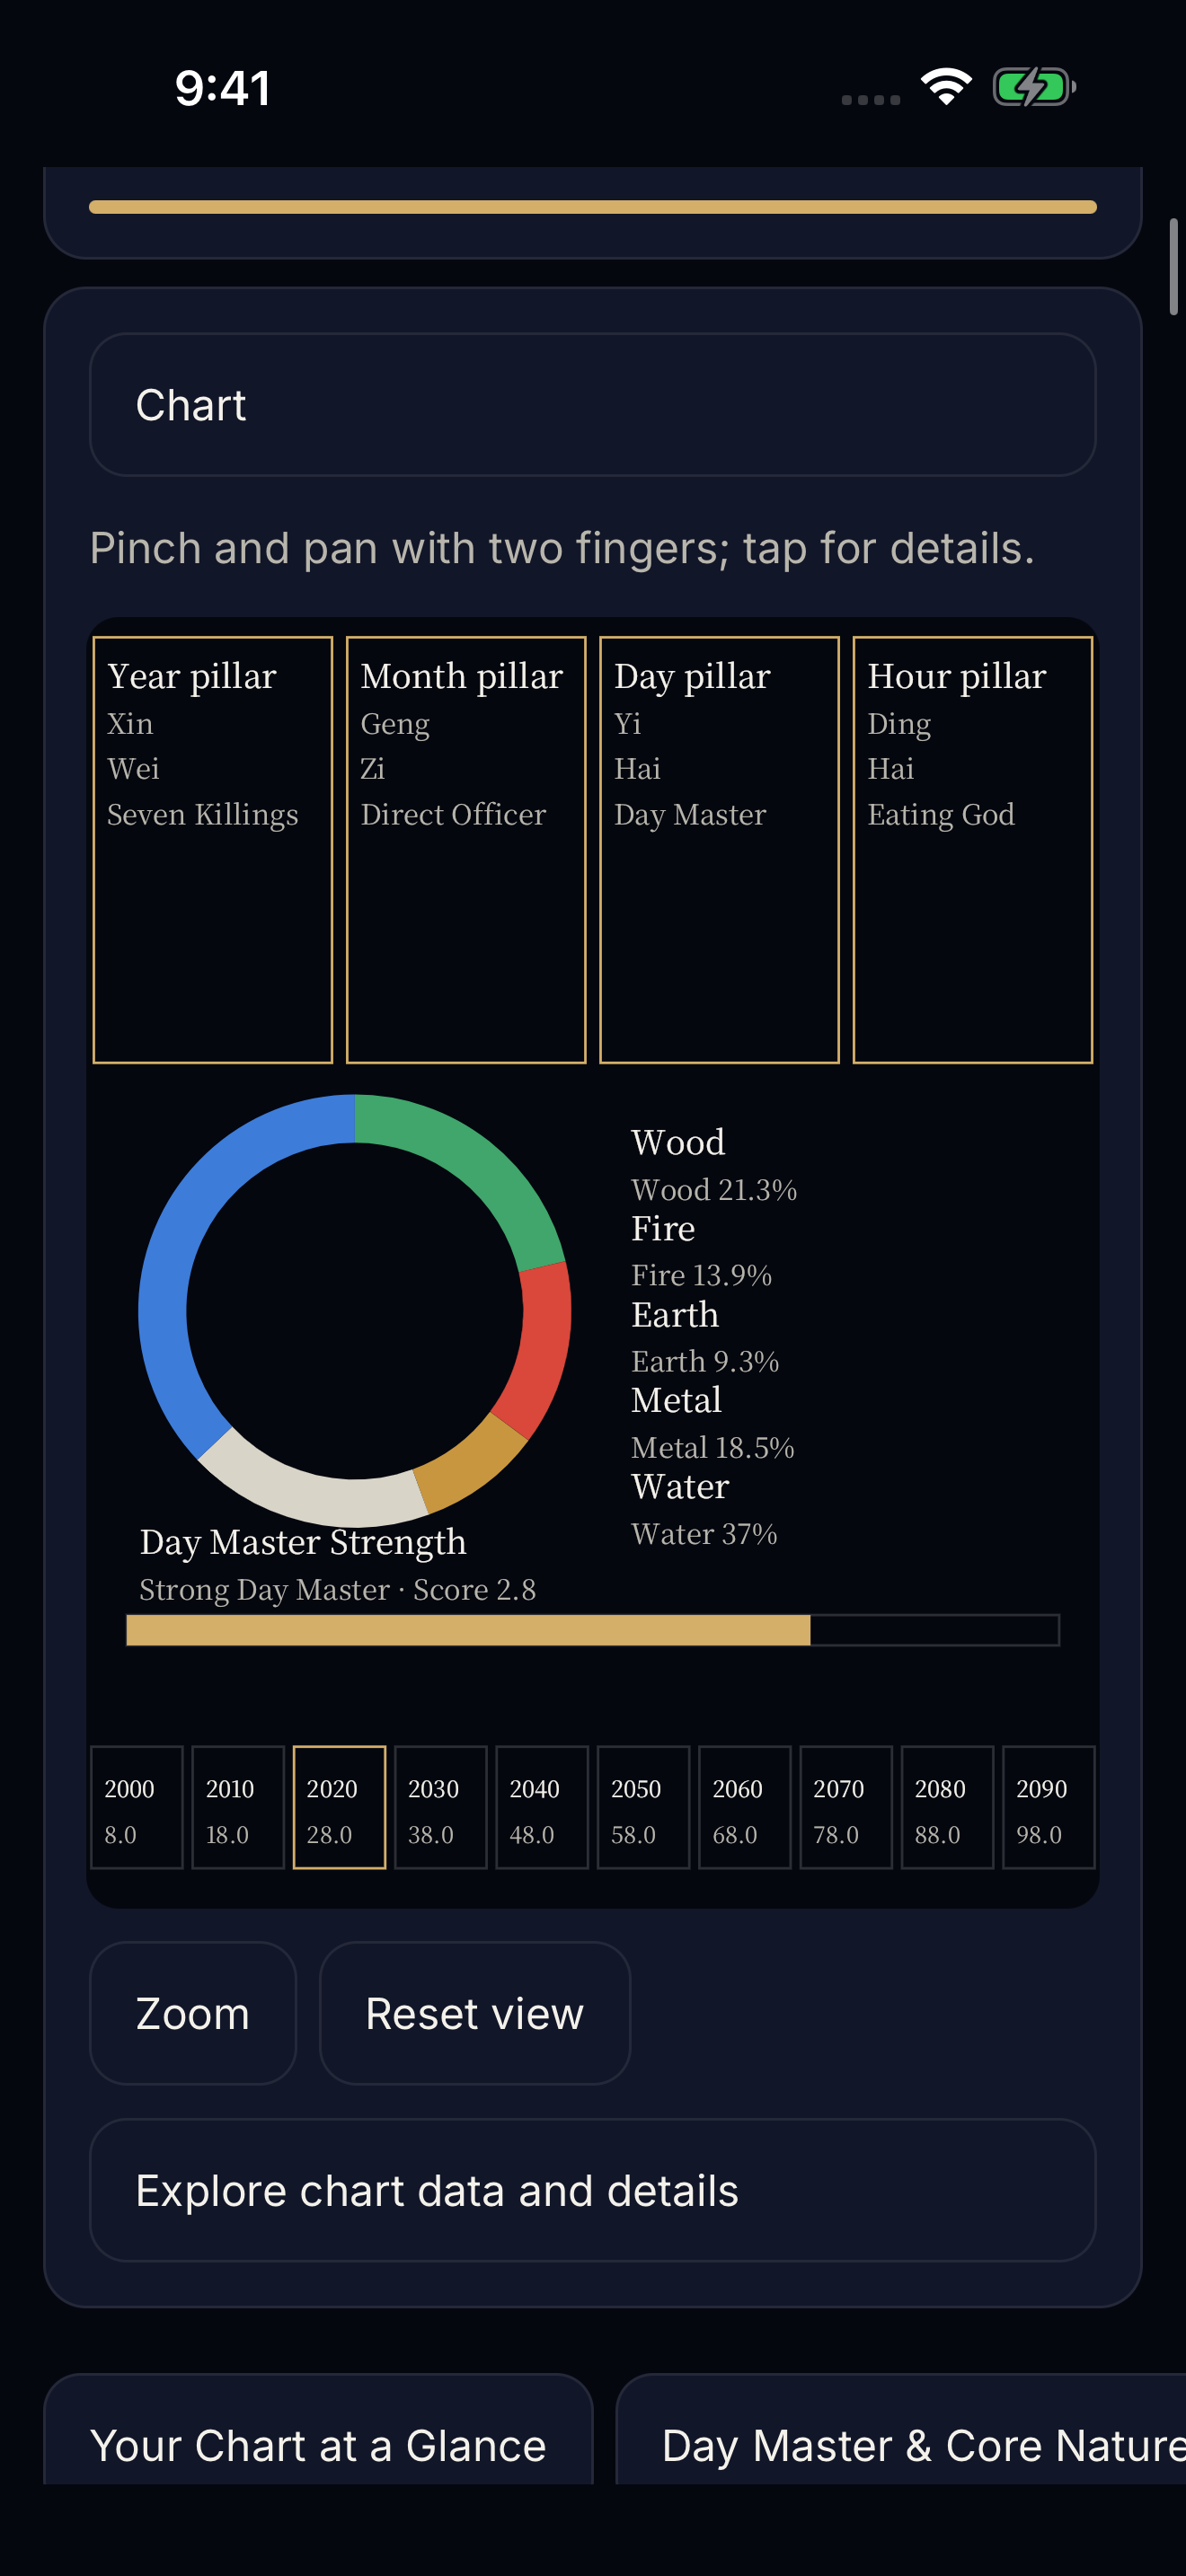 9:41
Chart
Pinch and pan with two fingers; tap for details.
Year pillar
Xin
Wei
Seven Killings
Month pillar
Geng
Zi
Direct Officer
Day pillar
Yi
Hai
Day Master
Hour pillar
Ding
Hai
Eating God
Wood
Wood 21.3%
Fire
Fire 13.9%
Earth
Earth 9.3%
Metal
Metal 18.5%
Water
Water 37%
Day Master Strength
Strong Day Master · Score 2.8
2000
8.0
2010
18.0
2020
28.0
2030
38.0
2040
48.0
2050
58.0
2060
68.0
2070
78.0
2080
88.0
2090
98.0
Zoom
Reset view
Explore chart data and details
Your Chart at a Glance
Day Master & Core Nature